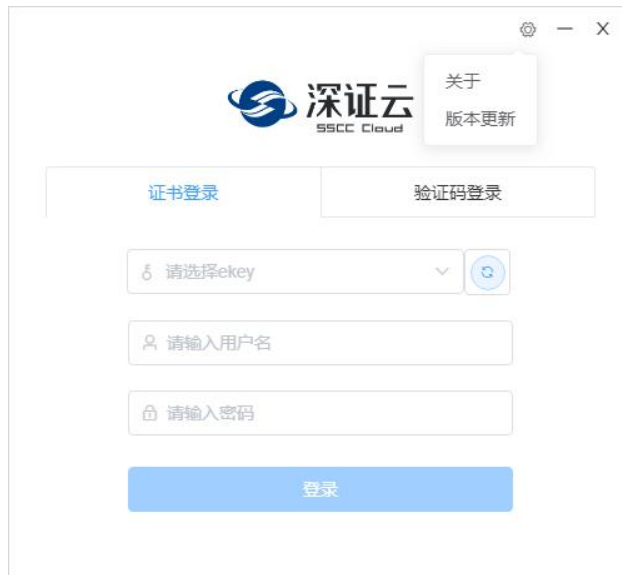 关于
版本更新
深证云
SSCC Cloud
证书登录
验证码登录
请选择ekey
请输入用户名
请输入密码
登录